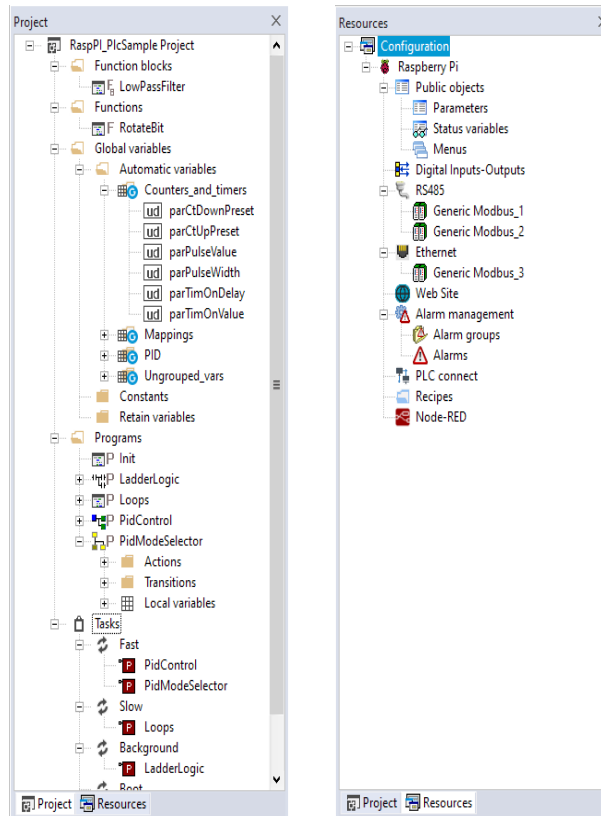 Project
RaspPI_PlcSample Project
Function blocks
LowPassFilter
Functions
F RotateBit
Global variables
Automatic variables
Counters_and_timers
ud parCtDownPreset
ud parCtUpPreset
ud parPulseValue
ud parPulseWidth
ud parTimOnDelay
ud parTimOnValue
Mappings
PID
Ungrouped_vars
Constants
Retain variables
Programs
P Init
P LadderLogic
P Loops
P PidControl
P PidModeSelector
Actions
Transitions
Local variables
Tasks
Fast
P PidControl
P PidModeSelector
Slow
P Loops
Background
P LadderLogic
Boot
Project Resources
Resources
Configuration
Raspberry Pi
Public objects
Parameters
Status variables
Menus
Digital Inputs-Outputs
RS485
Generic Modbus_1
Generic Modbus_2
Ethernet
Generic Modbus_3
Web Site
Alarm management
Alarm groups
Alarms
PLC connect
Recipes
Node-RED
Project Resources